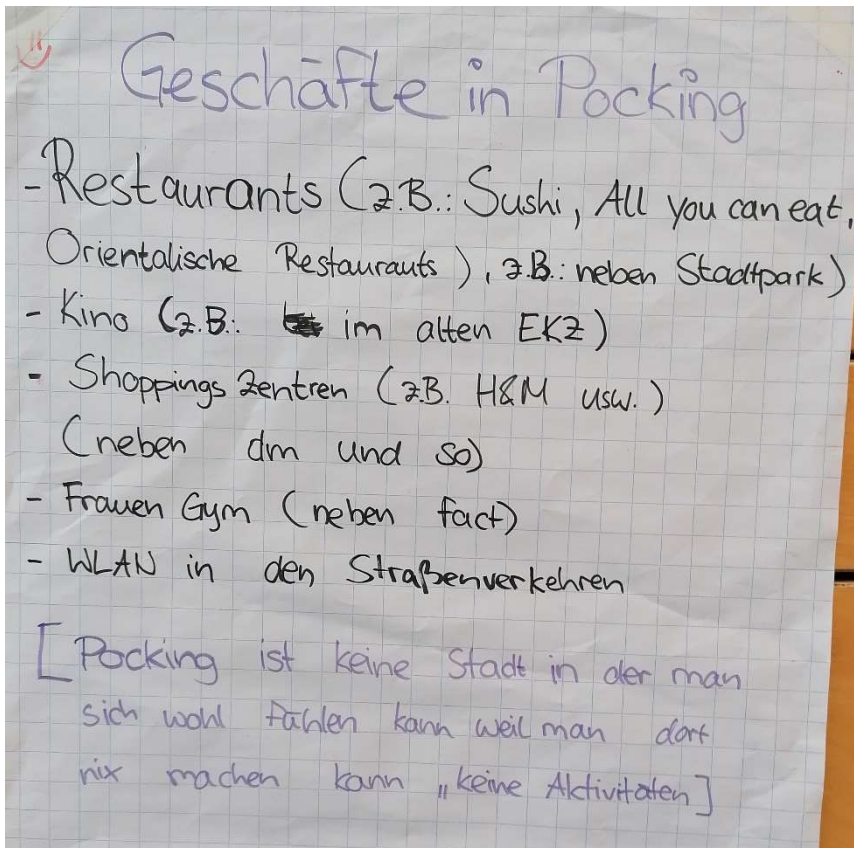 Geschäfte in Pocking
- Restaurants (z.B.: Sushi, All you can eat,
Orientalische Restaurauts), z.B.: neben Stadtpark)
- Kino (z.B.: im alten EKZ)
- Shoppings Zentren (z.B. H&M usw.)
(neben dm und so)
- Frauen Gym (neben fact)
- WLAN in den Straßenverkehren
[Pocking ist keine Stadt in der man
sich wohl fühlen kann weil man dort
nix machen kann „keine Aktivitäten]